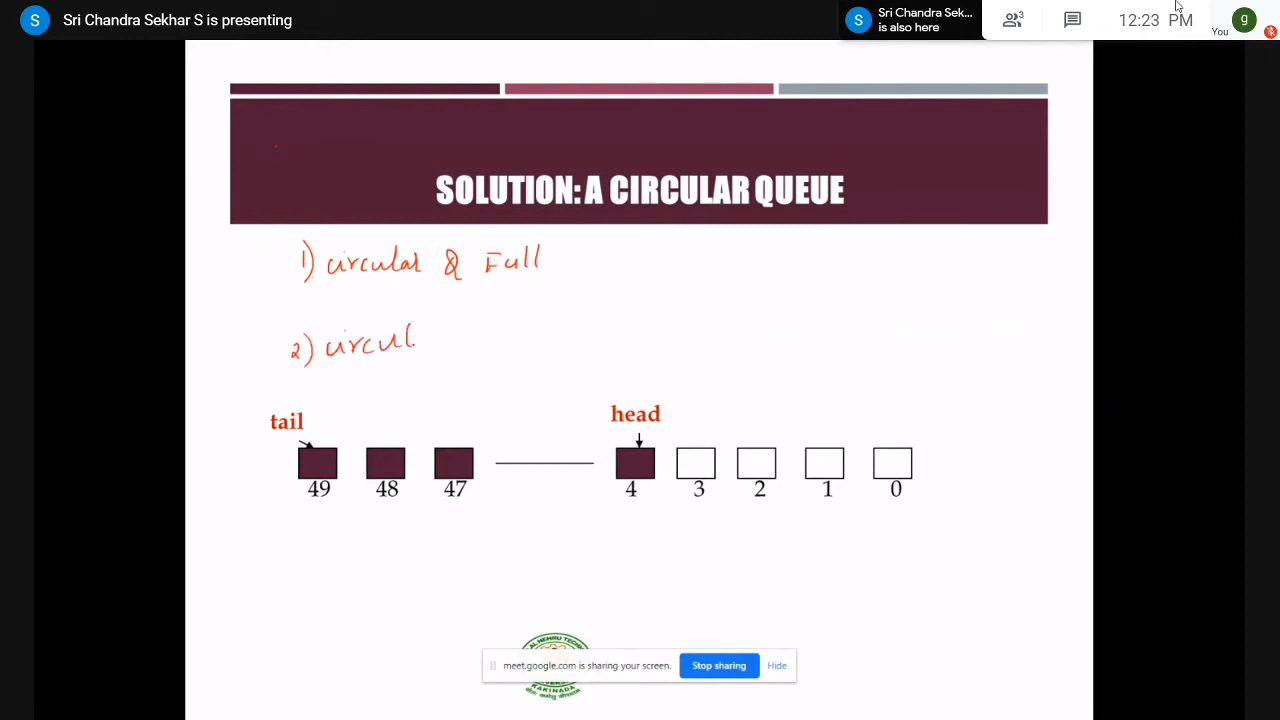 S Sri Chandra Sekhar S is presenting
S Sri Chandra Sek...
is also here
3
12:23 PM
You
g
SOLUTION: A CIRCULAR QUEUE
1) circular & Full
2) circul
tail
head
49 48 47 4 3 2 1 0
meet.google.com is sharing your screen. Stop sharing Hide
KAKINADA